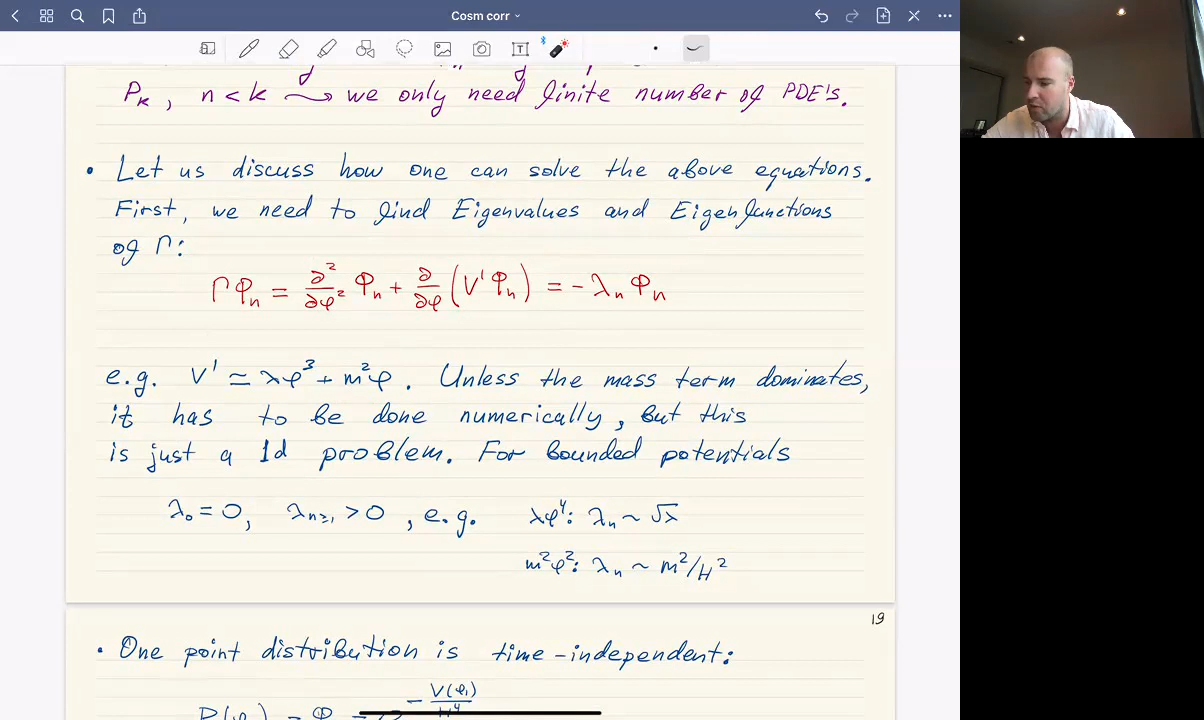 Cosm corr
P_k , n < k ⤳ we only need finite number of PDE's.
• Let us discuss how one can solve the above equations.
First, we need to find Eigenvalues and Eigenfunctions
of Γ:
ΓΦ_n = ∂²/∂φ² Φ_n + ∂/∂φ (V' Φ_n) = - λ_n Φ_n
e.g. V' ≃ λφ³ + m²φ . Unless the mass term dominates,
it has to be done numerically, but this
is just a 1d problem. For bounded potentials
λ_0 = 0, λ_{n≥1} > 0 , e.g. λφ⁴: λ_n ~ √λ
m²φ²: λ_n ~ m²/H²
19
• One point distribution is time-independent:
- V(φ_1)